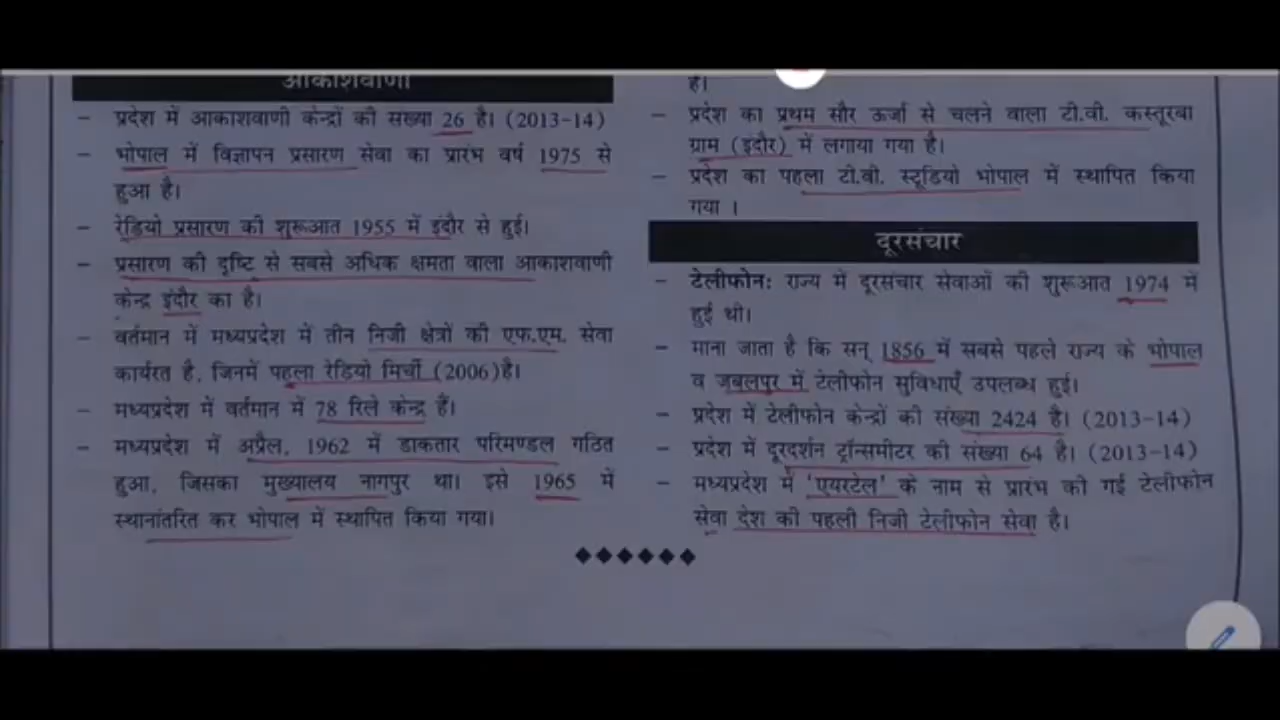 आकाशवाणी
– प्रदेश में आकाशवाणी केन्द्रों की संख्या 26 है। (2013-14)
– भोपाल में विज्ञापन प्रसारण सेवा का प्रारंभ वर्ष 1975 से
हुआ है।
– रेडियो प्रसारण की शुरूआत 1955 में इंदौर से हुई।
– प्रसारण की दृष्टि से सबसे अधिक क्षमता वाला आकाशवाणी
केन्द्र इंदौर का है।
– वर्तमान में मध्यप्रदेश में तीन निजी क्षेत्रों की एफ.एम. सेवा
कार्यरत है, जिनमें पहला रेडियो मिर्ची (2006)है।
– मध्यप्रदेश में वर्तमान में 78 रिले केन्द्र हैं।
– मध्यप्रदेश में अप्रैल, 1962 में डाकतार परिमण्डल गठित
हुआ, जिसका मुख्यालय नागपुर था। इसे 1965 में
स्थानांतरित कर भोपाल में स्थापित किया गया।
है।
– प्रदेश का प्रथम सौर ऊर्जा से चलने वाला टी.वी. कस्तूरबा
ग्राम (इंदौर) में लगाया गया है।
– प्रदेश का पहला टी.वी. स्टूडियो भोपाल में स्थापित किया
गया ।
दूरसंचार
– टेलीफोन: राज्य में दूरसंचार सेवाओं की शुरूआत 1974 में
हुई थी।
– माना जाता है कि सन् 1856 में सबसे पहले राज्य के भोपाल
व जबलपुर में टेलीफोन सुविधाएँ उपलब्ध हुई।
– प्रदेश में टेलीफोन केन्द्रों की संख्या 2424 है। (2013-14)
– प्रदेश में दूरदर्शन ट्रॉन्समीटर की संख्या 64 है। (2013-14)
– मध्यप्रदेश में 'एयरटेल' के नाम से प्रारंभ की गई टेलीफोन
सेवा देश की पहली निजी टेलीफोन सेवा है।